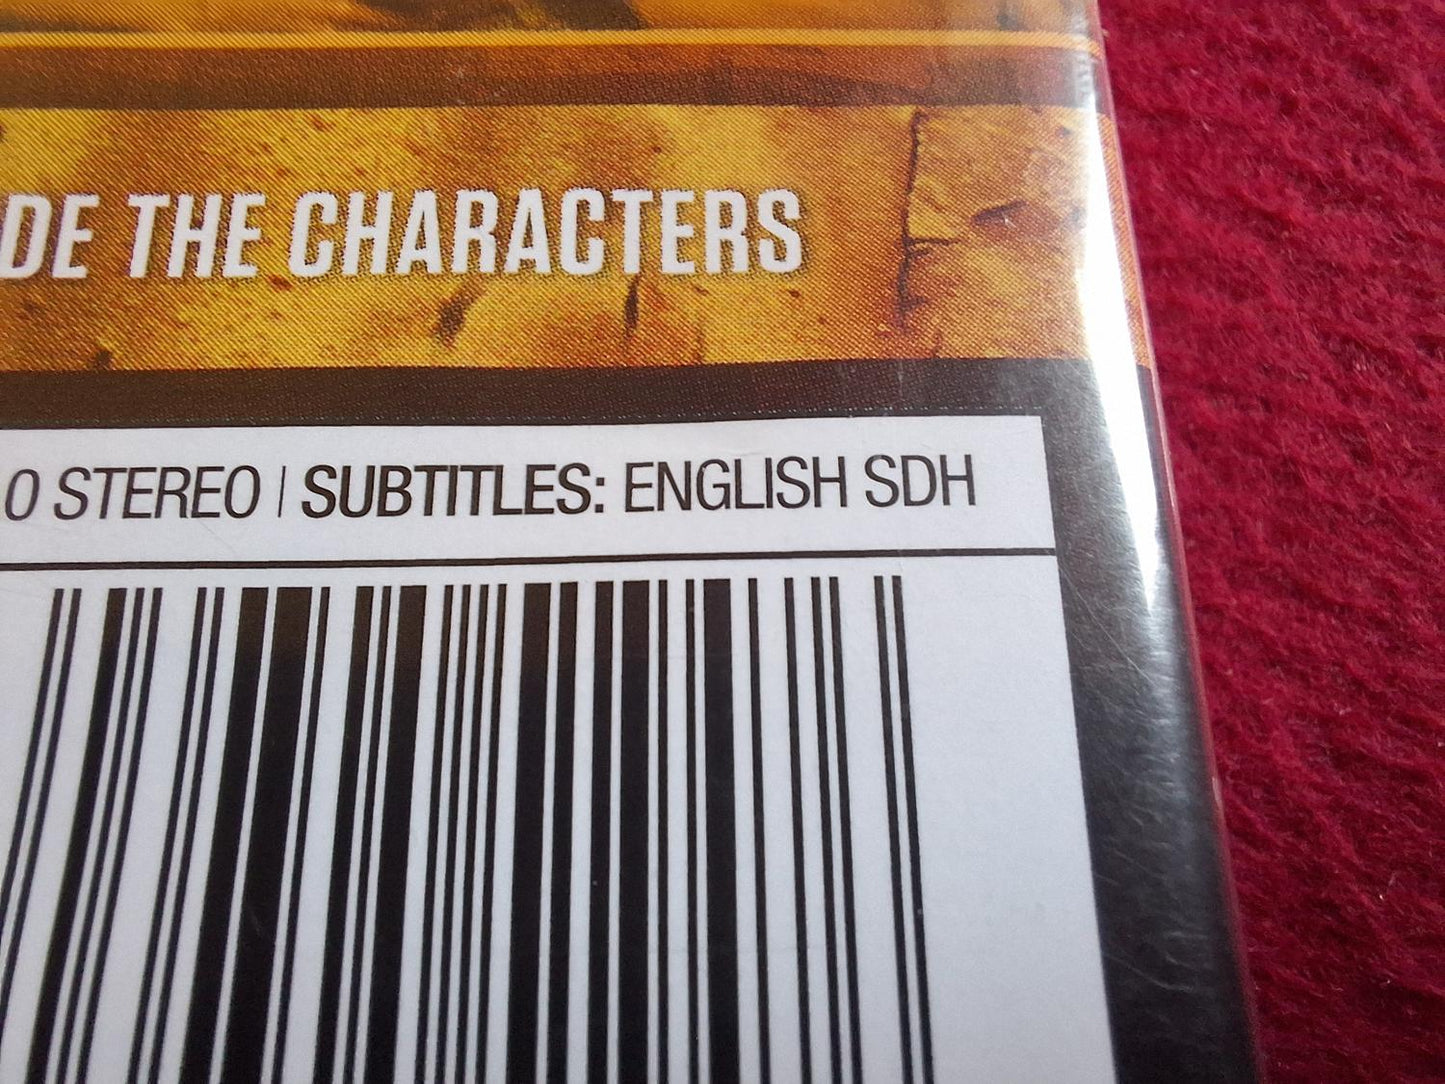 DE THE CHARACTERS
0 STEREO | SUBTITLES: ENGLISH SDH